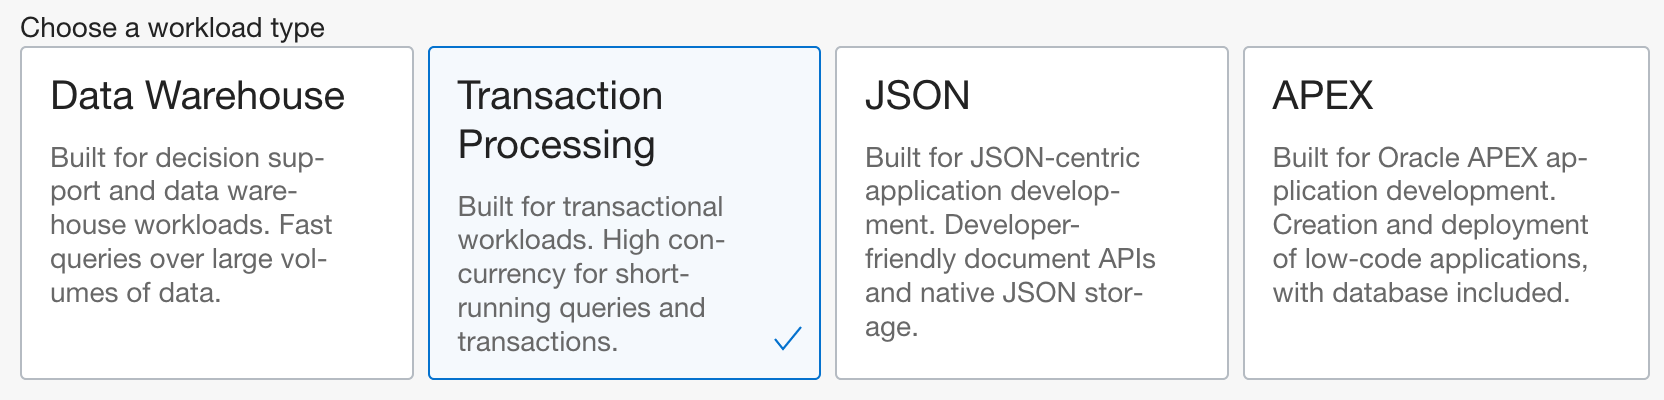 Choose a workload type
Data Warehouse
Built for decision sup-
port and data ware-
house workloads. Fast
queries over large vol-
umes of data.
Transaction
Processing
Built for transactional
workloads. High con-
currency for short-
running queries and
transactions.
JSON
Built for JSON-centric
application develop-
ment. Developer-
friendly document APIs
and native JSON stor-
age.
APEX
Built for Oracle APEX ap-
plication development.
Creation and deployment
of low-code applications,
with database included.